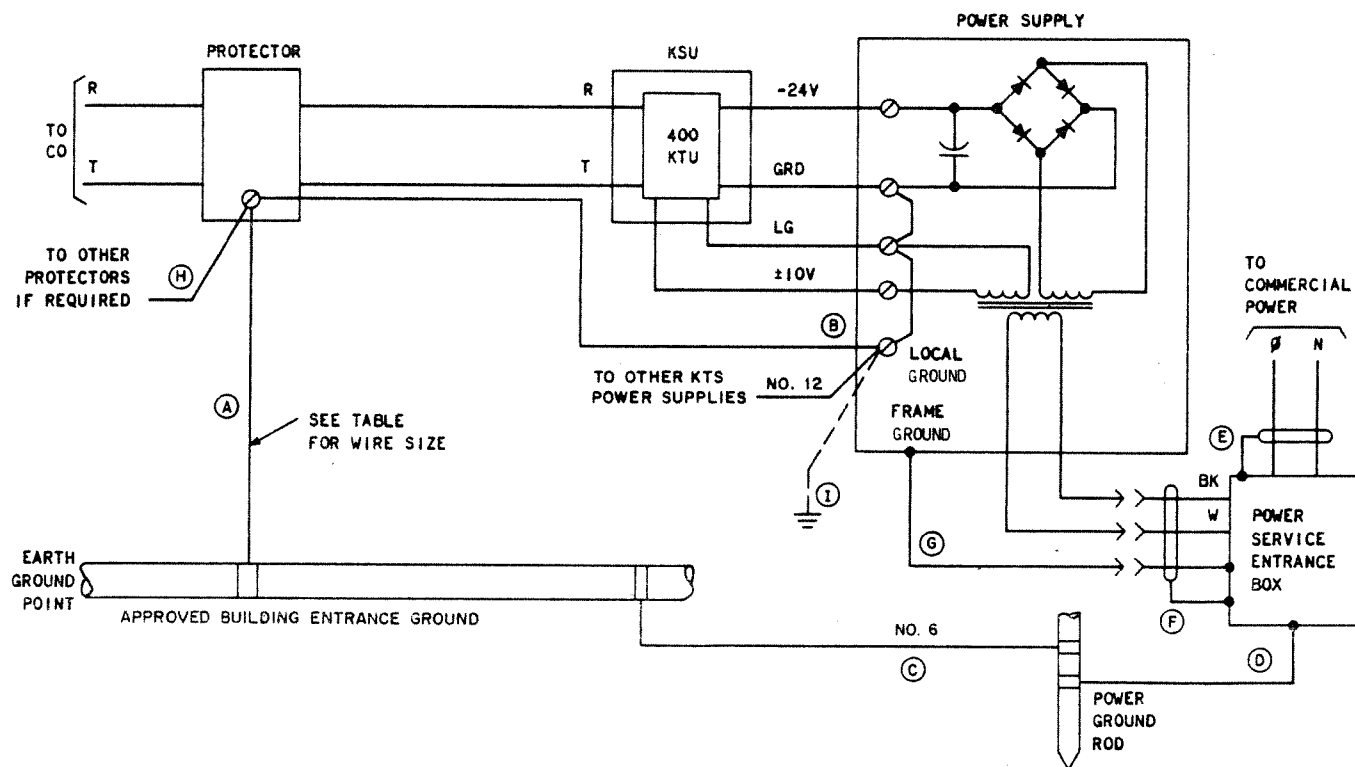 POWER SUPPLY
PROTECTOR
KSU
R
R
-24V
TO
CO
400
KTU
T
T
GRD
LG
TO OTHER
PROTECTORS
IF REQUIRED
H
±10V
TO
COMMERCIAL
POWER
B
Ø N
LOCAL
GROUND
TO OTHER KTS
POWER SUPPLIES
NO. 12
A
SEE TABLE
FOR WIRE SIZE
FRAME
GROUND
E
I
BK
W
G
POWER
SERVICE
ENTRANCE
BOX
EARTH
GROUND
POINT
APPROVED BUILDING ENTRANCE GROUND
F
NO. 6
C
D
POWER
GROUND
ROD